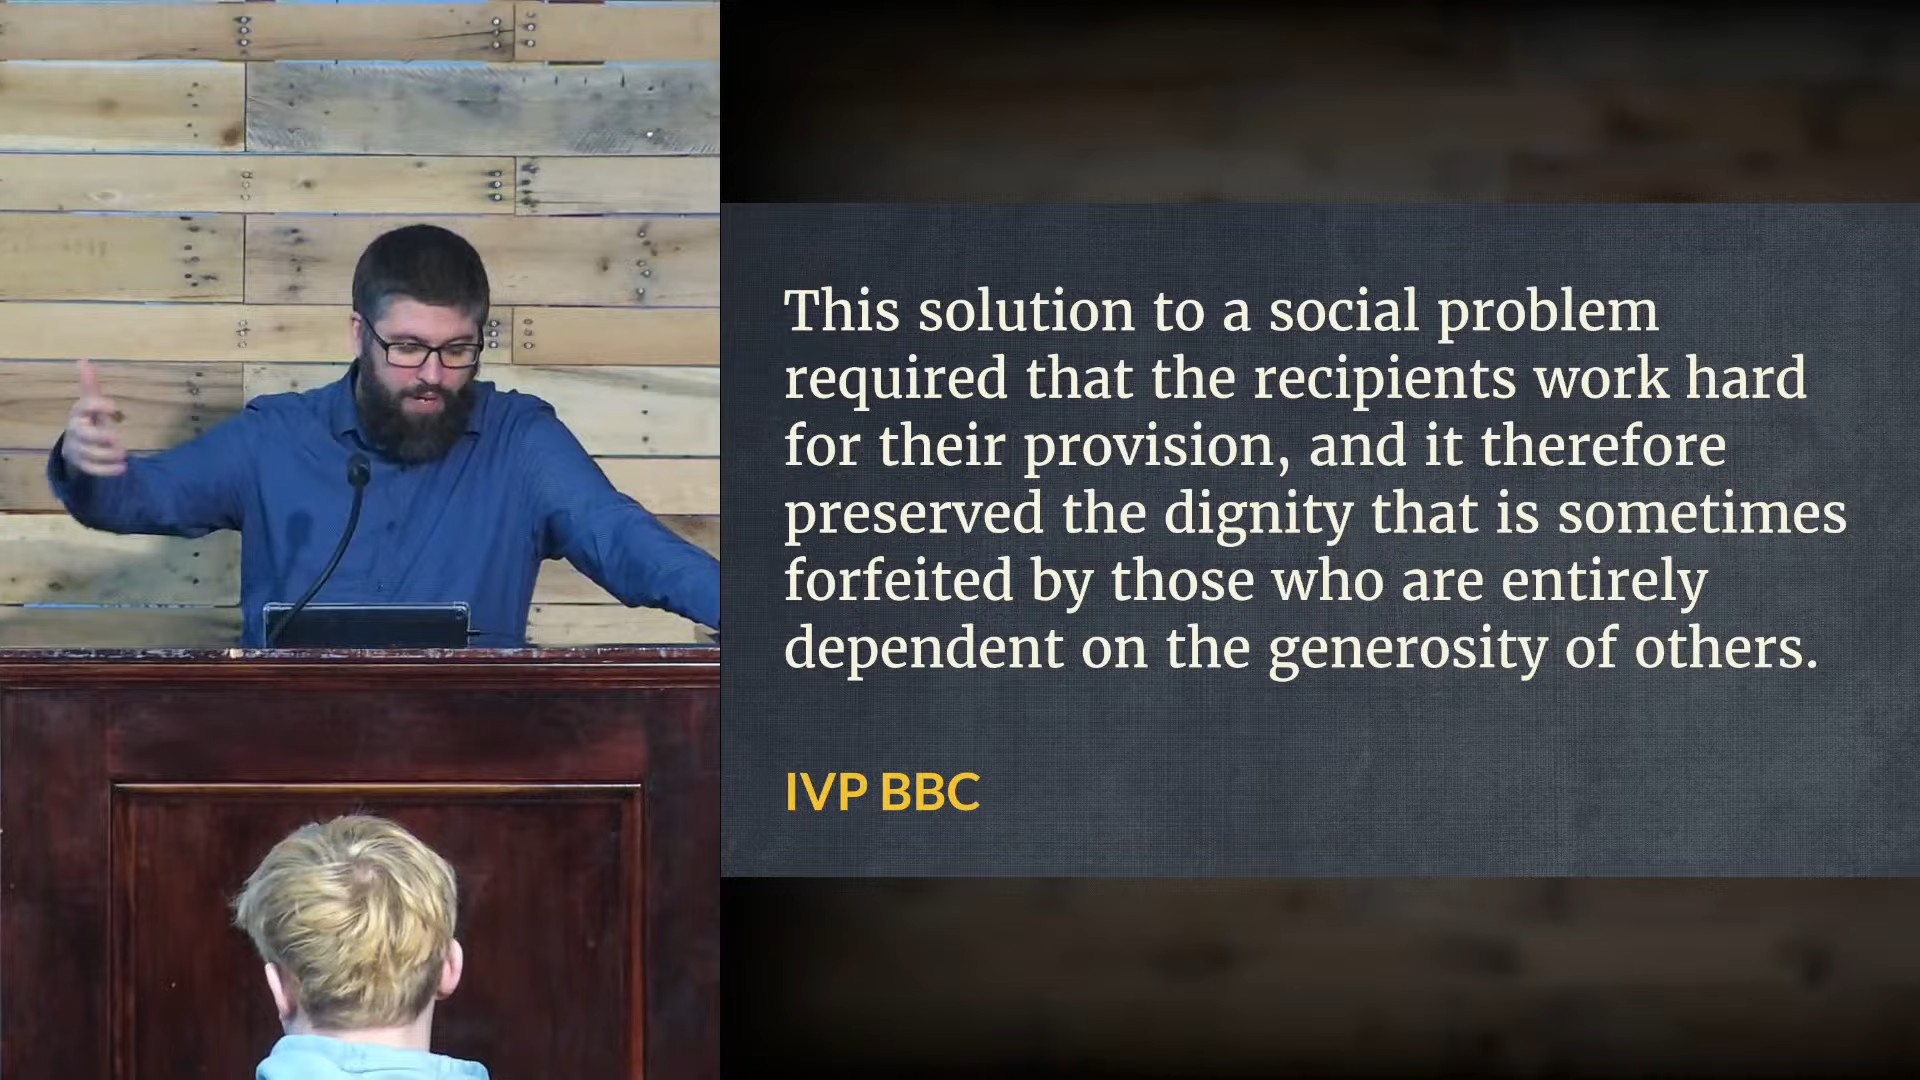 This solution to a social problem
required that the recipients work hard
for their provision, and it therefore
preserved the dignity that is sometimes
forfeited by those who are entirely
dependent on the generosity of others.
IVP BBC